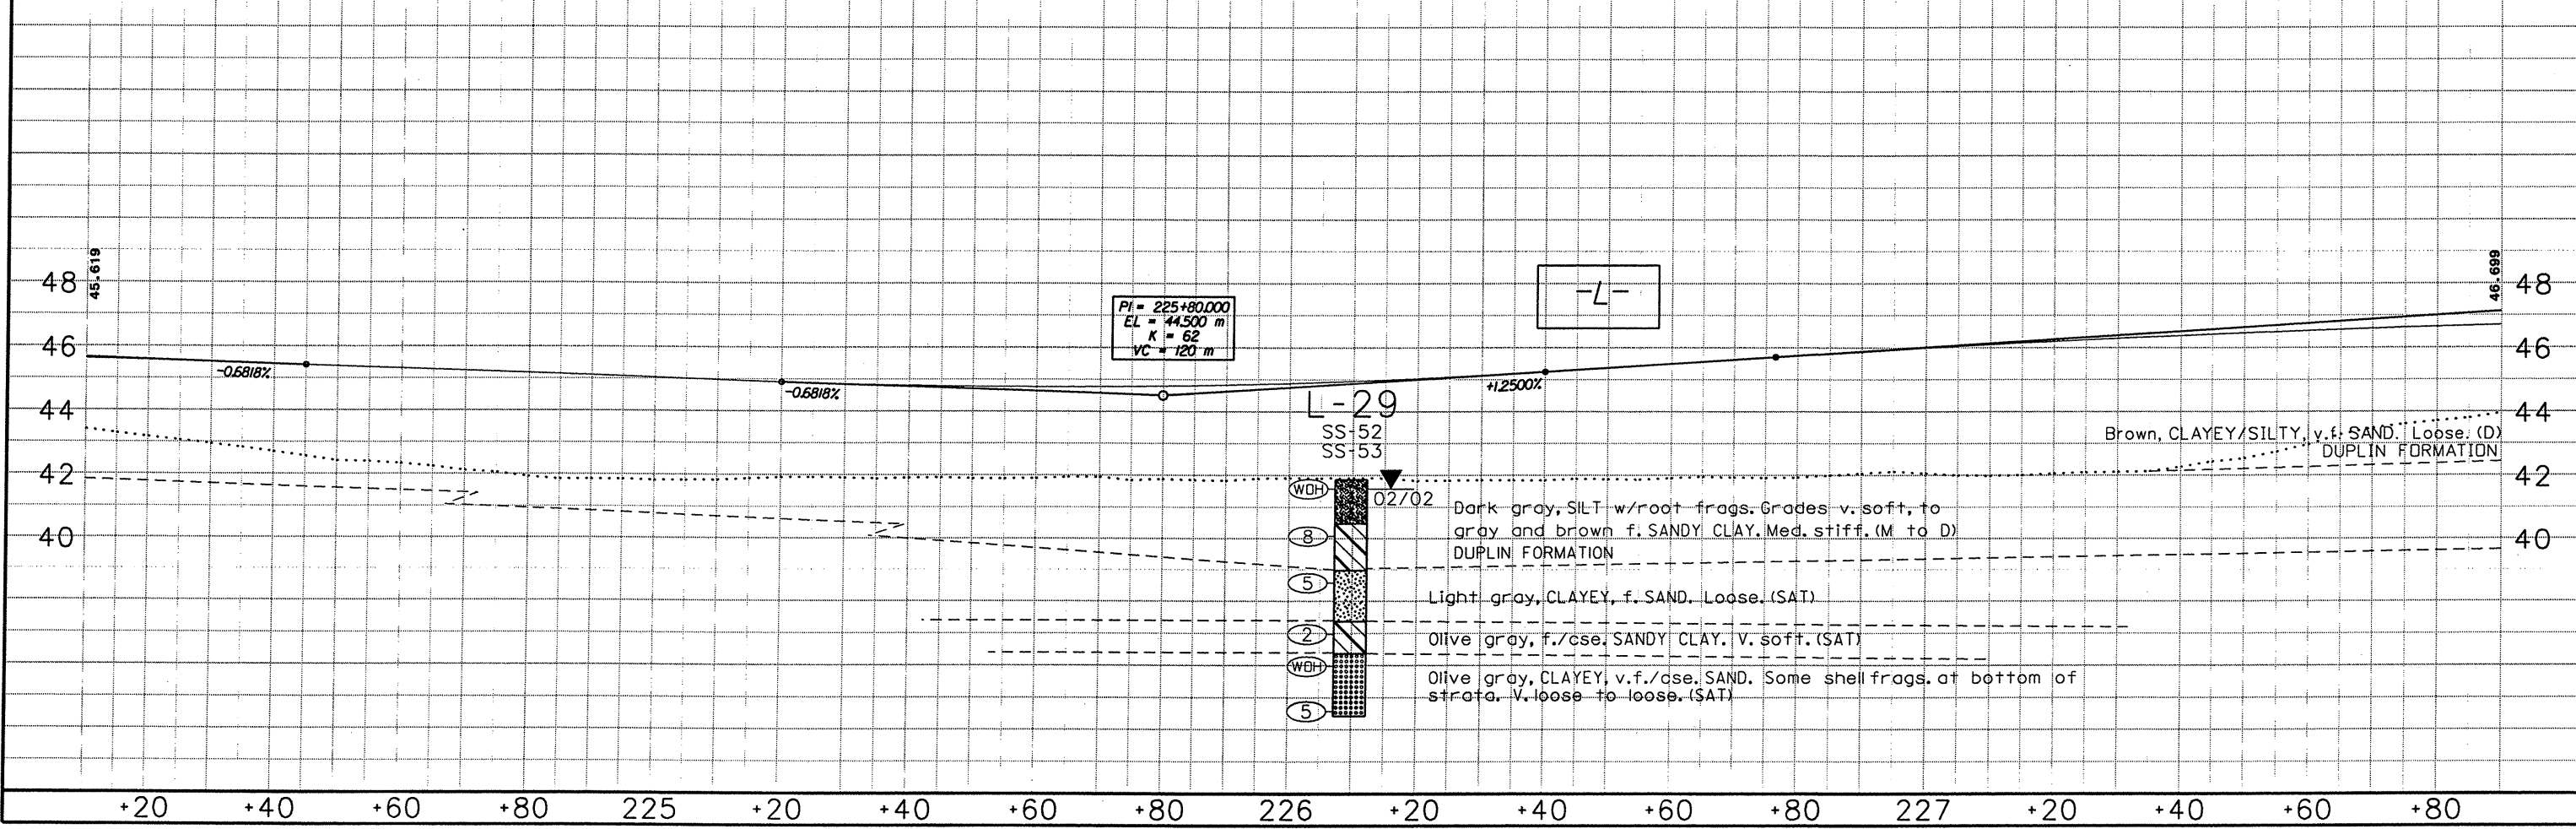 45.619
46.699
48
48
-L-
PI = 225+80.000
EL = 44.500 m
K = 62
VC = 120 m
46
46
-0.6818%
-0.6818%
+1.2500%
44
44
L-29
SS-52
SS-53
Brown, CLAYEY/SILTY, v.f. SAND. Loose. (D)
DUPLIN FORMATION
42
42
WOH
02/02
Dark gray, SILT w/root frags. Grades v. soft, to
gray and brown f. SANDY CLAY. Med. stiff. (M to D)
DUPLIN FORMATION
40
40
8
5
Light gray, CLAYEY, f. SAND. Loose. (SAT)
2
Olive gray, f./cse. SANDY CLAY. V. soft. (SAT)
WOH
Olive gray, CLAYEY, v.f./cse. SAND. Some shell frags. at bottom of
strata. V. loose to loose. (SAT)
5
+20 +40 +60 +80 225 +20 +40 +60 +80 226 +20 +40 +60 +80 227 +20 +40 +60 +80